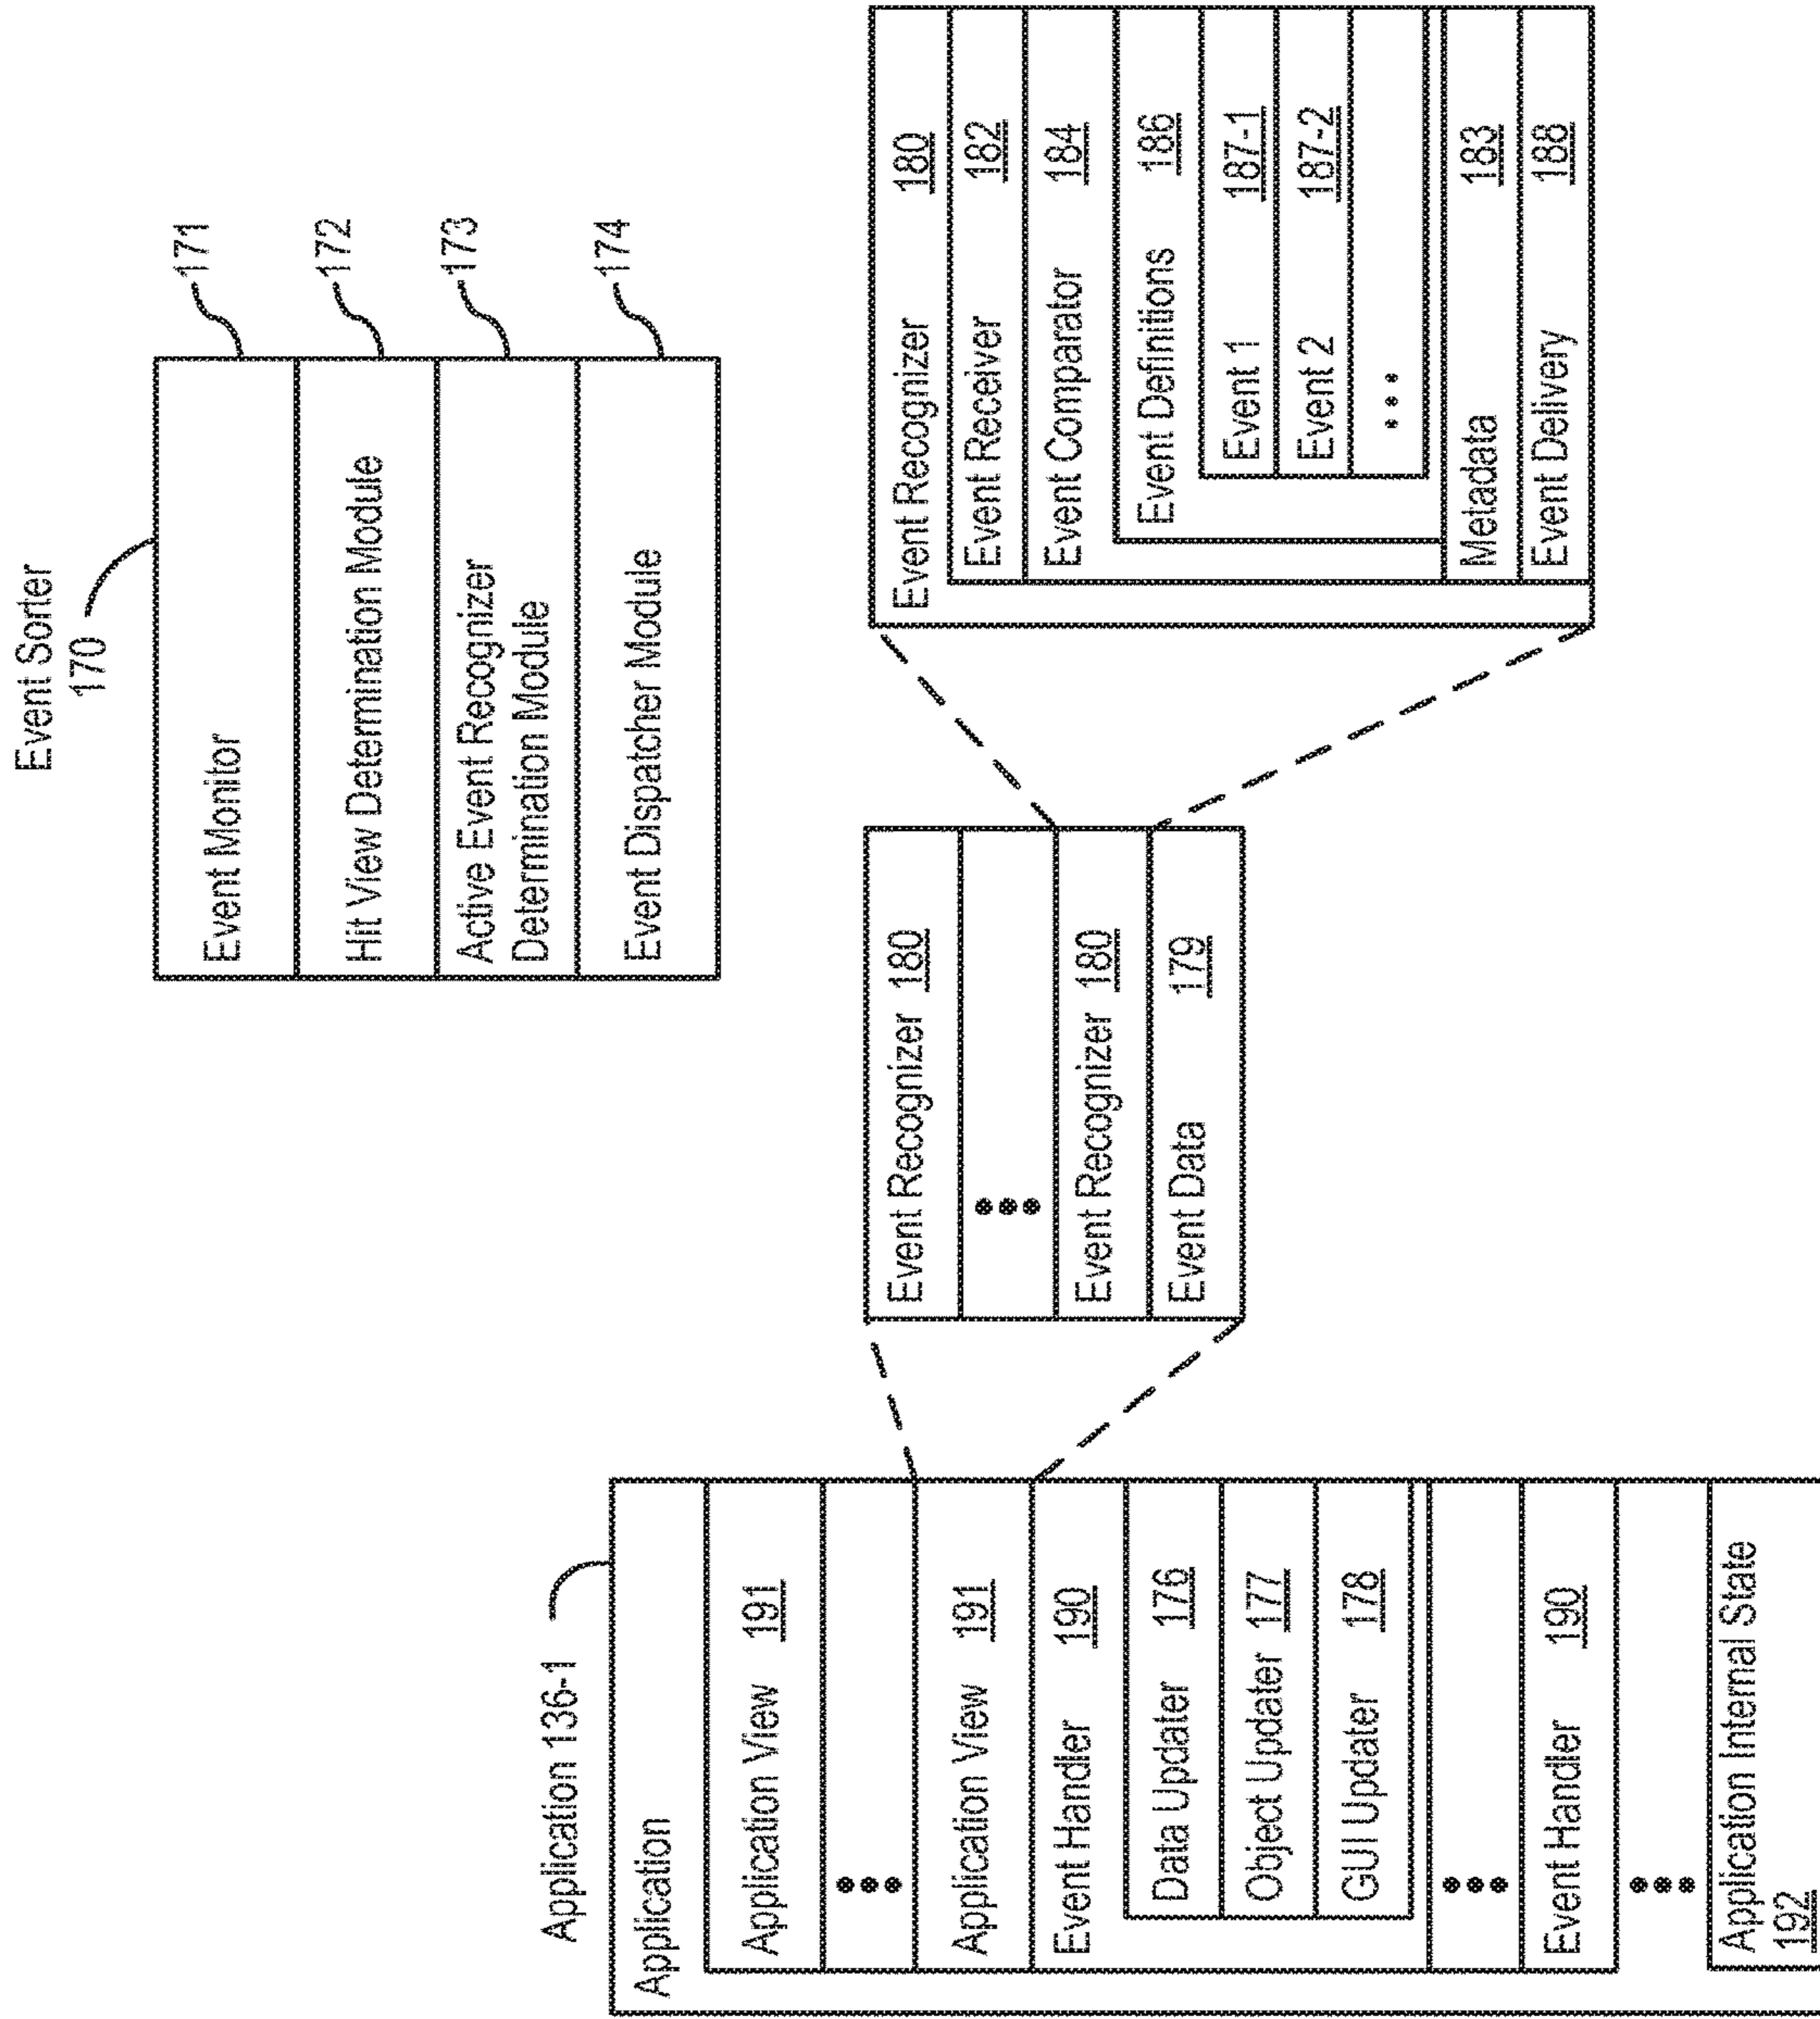 Event Sorter
170
Event Monitor
171
Hit View Determination Module
172
Active Event Recognizer
Determination Module
173
Event Dispatcher Module
174
Application 136-1
Application
Application View 191
•••
Application View 191
Event Handler 190
Data Updater 176
Object Updater 177
GUI Updater 178
•••
Event Handler 190
•••
Application Internal State
192
Event Recognizer 180
•••
Event Recognizer 180
Event Data 179
Event Recognizer 180
Event Receiver 182
Event Comparator 184
Event Definitions 186
Event 1 187-1
Event 2 187-2
•••
Metadata 183
Event Delivery 188